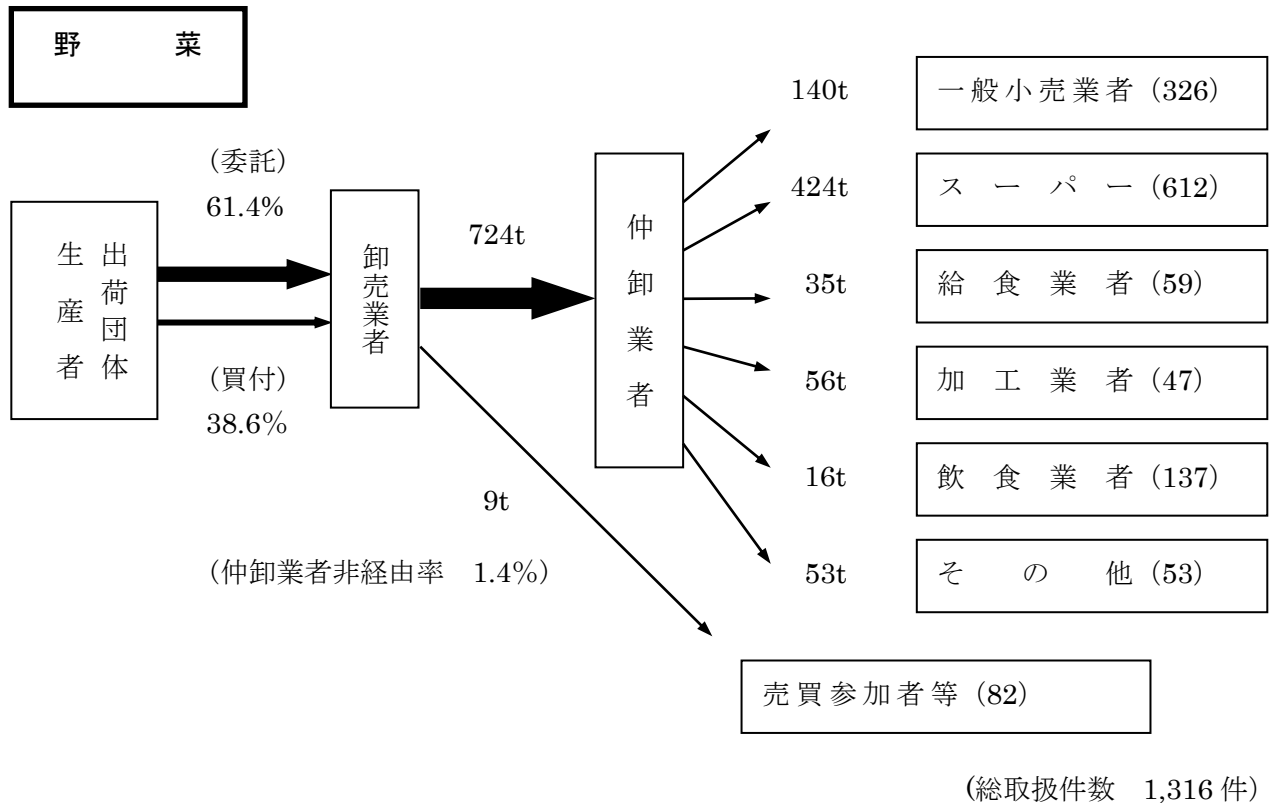 野　　菜
(委託)
61.4%
生産者
出荷団体
(買付)
38.6%
卸売業者
724t
仲卸業者
9t
(仲卸業者非経由率　1.4%)
140t
一般小売業者 (326)
424t
スーパー (612)
35t
給食業者 (59)
56t
加工業者 (47)
16t
飲食業者 (137)
53t
その他 (53)
売買参加者等 (82)
(総取扱件数　1,316 件)